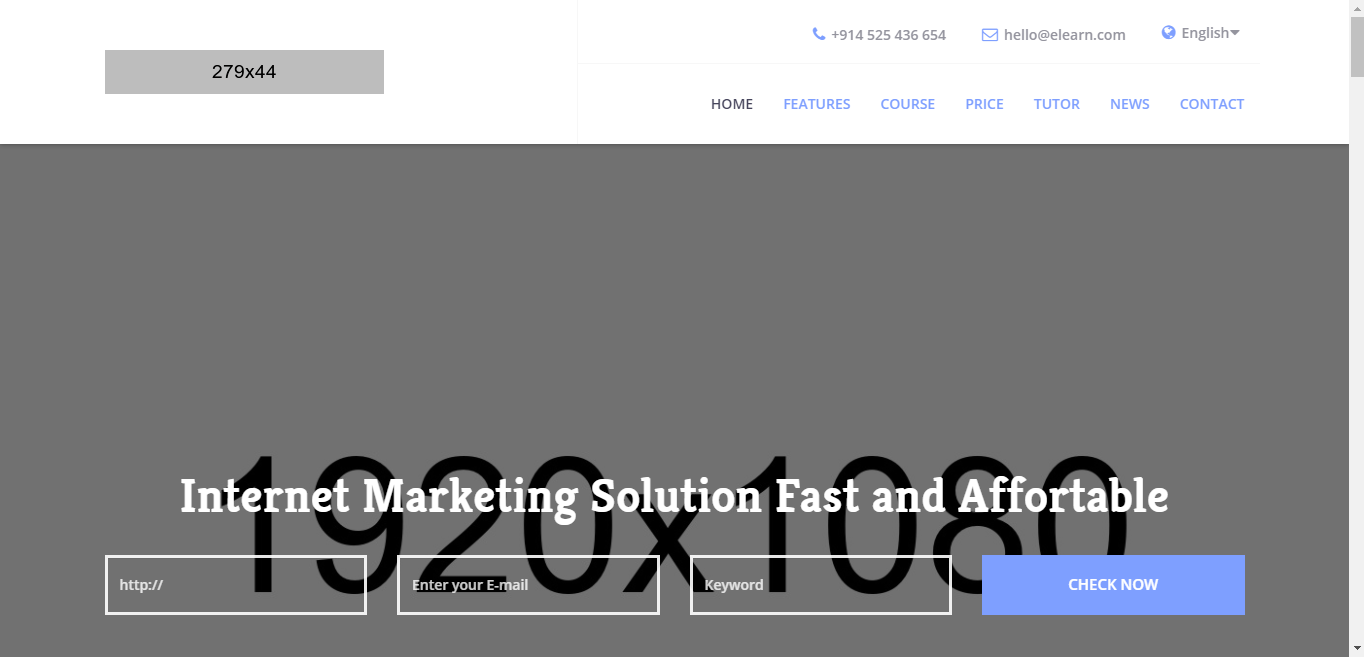 +914 525 436 654 hello@elearn.com English
279x44
HOME FEATURES COURSE PRICE TUTOR NEWS CONTACT
1920x1080
Internet Marketing Solution Fast and Affortable
http:// Enter your E-mail Keyword CHECK NOW